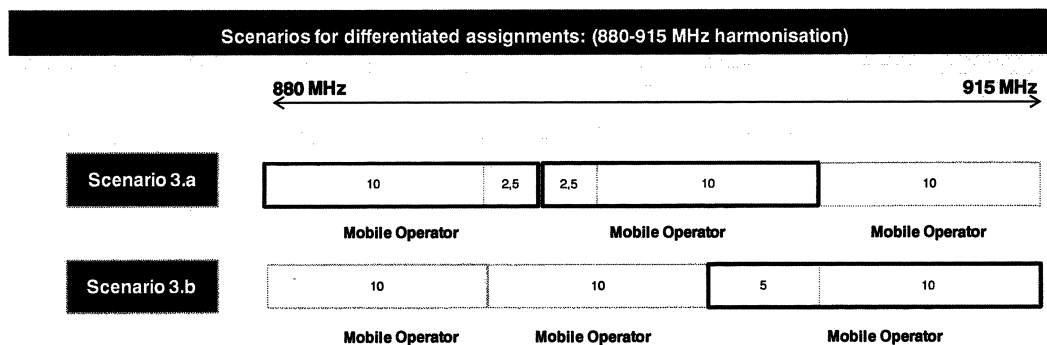 Scenarios for differentiated assignments: (880-915 MHz harmonisation)
880 MHz 915 MHz
Scenario 3.a 10 2,5 2,5 10 10
Mobile Operator Mobile Operator Mobile Operator
Scenario 3.b 10 10 5 10
Mobile Operator Mobile Operator Mobile Operator